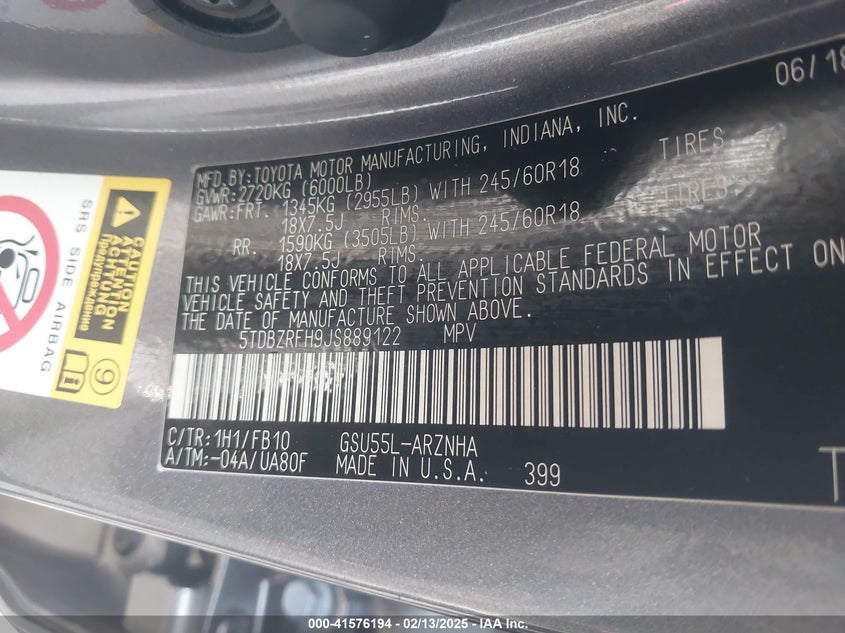 06/18
MFD.BY:TOYOTA MOTOR MANUFACTURING, INDIANA, INC.
GVWR:2720KG (6000LB)
GAWR:FRT. 1345KG (2955LB) WITH 245/60R18 TIRES
18X7.5J RIMS.
RR. 1590KG (3505LB) WITH 245/60R18 TIRES
18X7.5J RIMS.
THIS VEHICLE CONFORMS TO ALL APPLICABLE FEDERAL MOTOR
VEHICLE SAFETY AND THEFT PREVENTION STANDARDS IN EFFECT ON
THE DATE OF MANUFACTURE SHOWN ABOVE.
5TDBZRFH9JS889122 MPV
C/TR:1H1/FB10 GSU55L-ARZNHA
A/TM:-04A/UA80F MADE IN U.S.A. 399
SRS SIDE AIRBAG
CAUTION
ATTENTION
ACHTUNG
Предупреждение
9
000-41576194 - 02/13/2025 - IAA Inc.